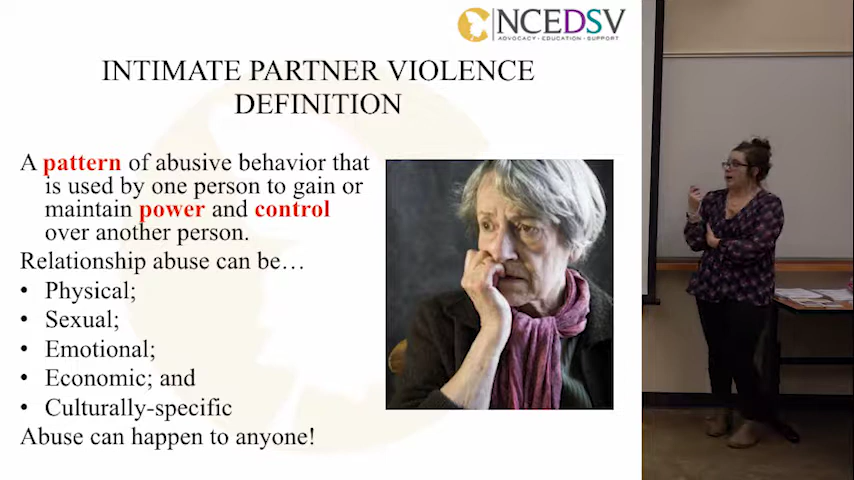 NCEDSV
ADVOCACY · EDUCATION · SUPPORT
INTIMATE PARTNER VIOLENCE
DEFINITION
A pattern of abusive behavior that
is used by one person to gain or
maintain power and control
over another person.
Relationship abuse can be…
• Physical;
• Sexual;
• Emotional;
• Economic; and
• Culturally-specific
Abuse can happen to anyone!